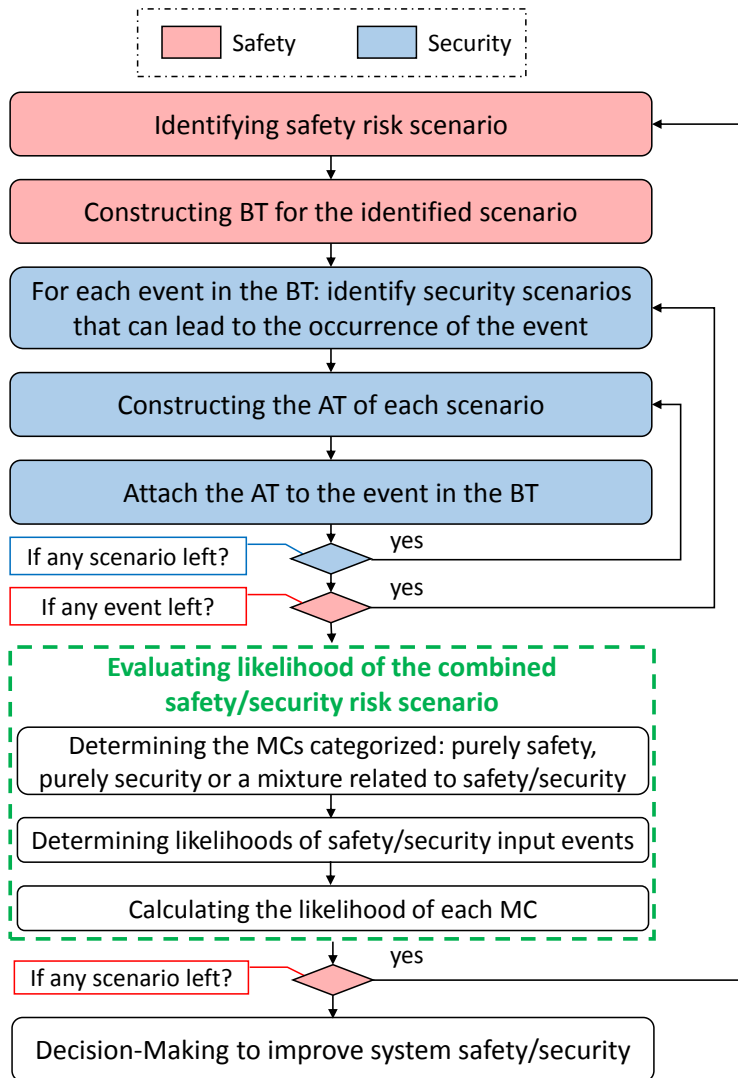 Safety
Security
Identifying safety risk scenario
Constructing BT for the identified scenario
For each event in the BT: identify security scenarios
that can lead to the occurrence of the event
Constructing the AT of each scenario
Attach the AT to the event in the BT
yes
If any scenario left?
yes
If any event left?
Evaluating likelihood of the combined
safety/security risk scenario
Determining the MCs categorized: purely safety,
purely security or a mixture related to safety/security
Determining likelihoods of safety/security input events
Calculating the likelihood of each MC
yes
If any scenario left?
Decision-Making to improve system safety/security